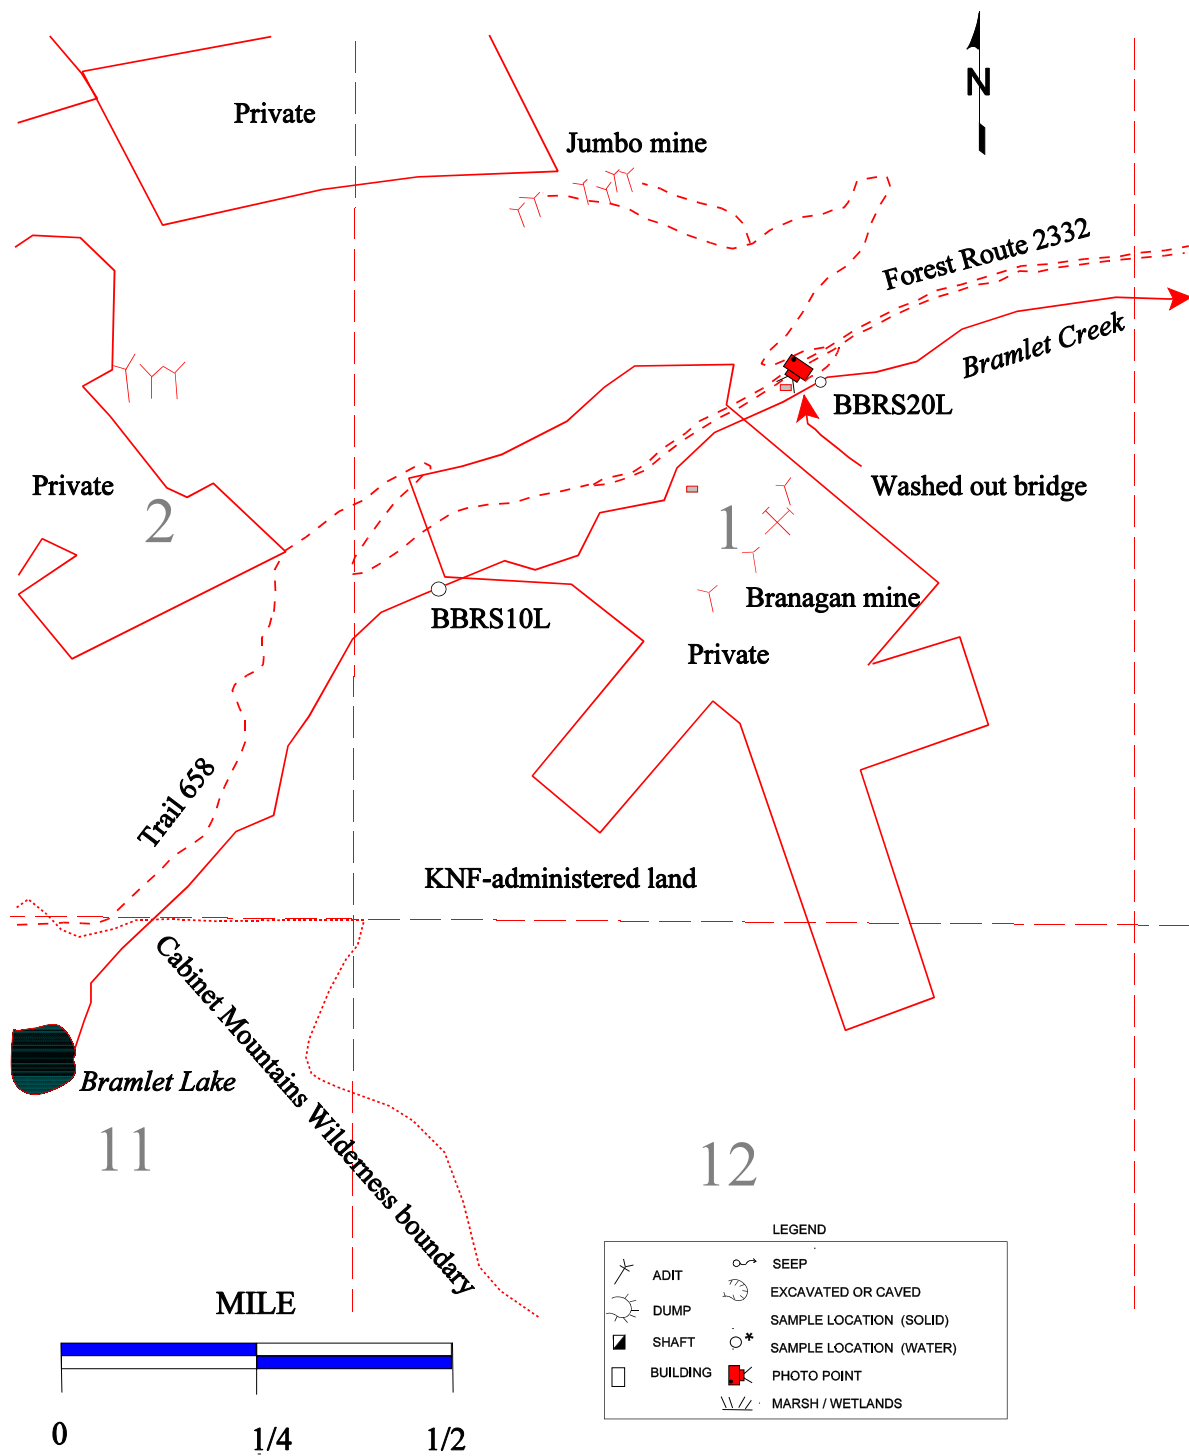 N
Private
Jumbo mine
Forest Route 2332
Bramlet Creek
BBRS20L
Washed out bridge
Private
2
1
Branagan mine
BBRS10L
Private
Trail 658
KNF-administered land
Cabinet Mountains Wilderness boundary
Bramlet Lake
11
12
MILE
0
1/4
1/2
LEGEND
ADIT
DUMP
SHAFT
BUILDING
SEEP
EXCAVATED OR CAVED
SAMPLE LOCATION (SOLID)
* SAMPLE LOCATION (WATER)
PHOTO POINT
MARSH / WETLANDS